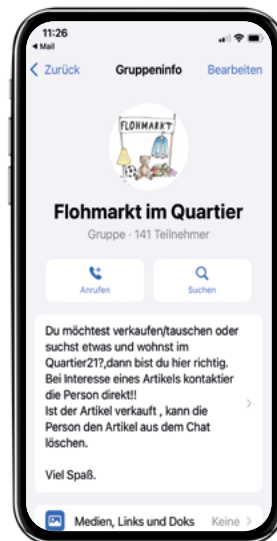 11:26
Mail
Zurück Gruppeninfo Bearbeiten
FLOHMARKT
Flohmarkt im Quartier
Gruppe · 141 Teilnehmer
Anrufen Suchen
Du möchtest verkaufen/tauschen oder
suchst etwas und wohnst im
Quartier21?,dann bist du hier richtig.
Bei Interesse eines Artikels kontaktier
die Person direkt!!
Ist der Artikel verkauft , kann die
Person den Artikel aus dem Chat
löschen.
Viel Spaß.
Medien, Links und Doks Keine